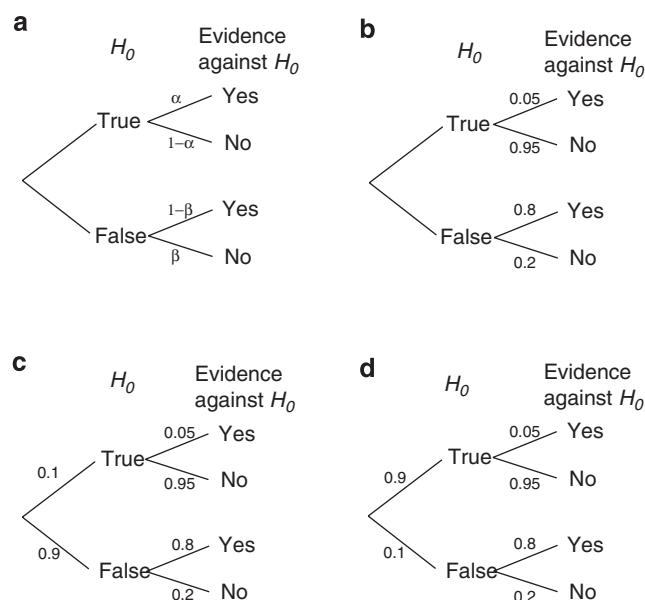 a
H0
Evidence
against H0
True
α
Yes
1–α
No
False
1–β
Yes
β
No
b
H0
Evidence
against H0
True
0.05
Yes
0.95
No
False
0.8
Yes
0.2
No
c
H0
Evidence
against H0
0.1
True
0.05
Yes
0.95
No
0.9
False
0.8
Yes
0.2
No
d
H0
Evidence
against H0
0.9
True
0.05
Yes
0.95
No
0.1
False
0.8
Yes
0.2
No